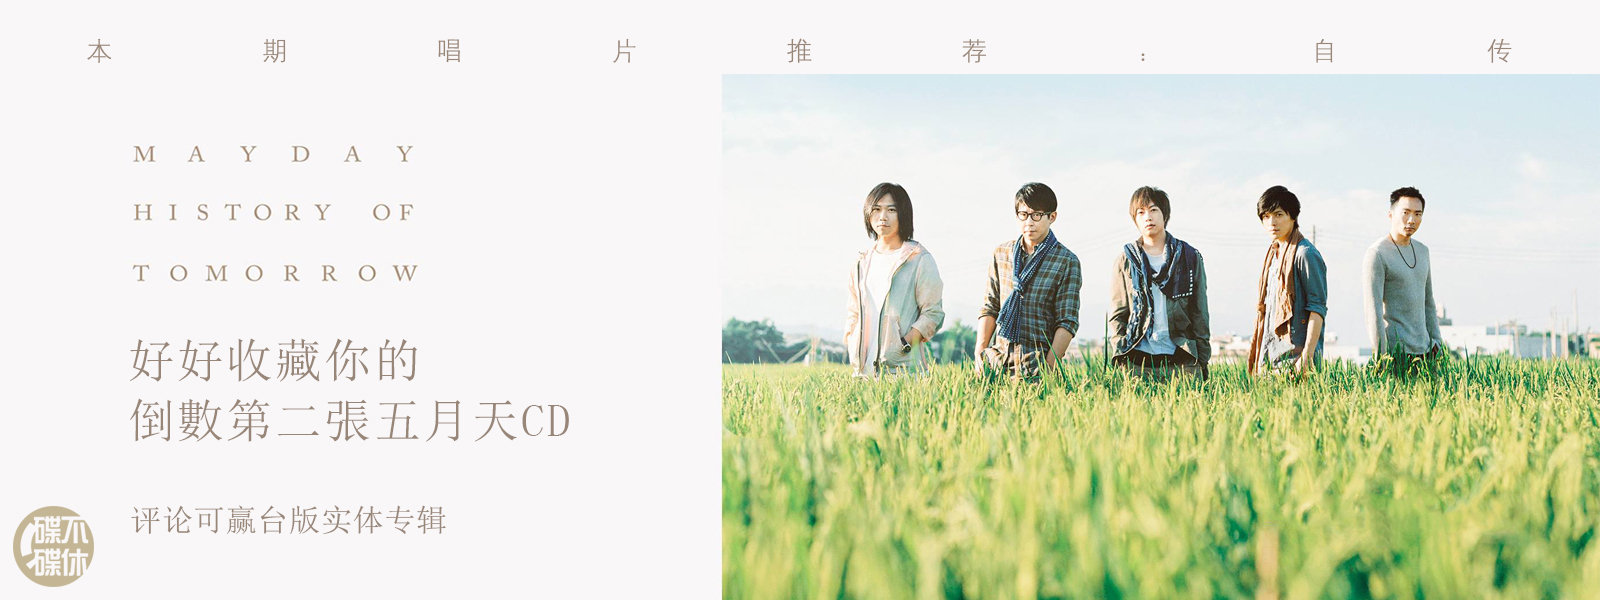 本期唱片推荐：自传
MAYDAY
HISTORY OF
TOMORROW
好好收藏你的
倒數第二張五月天CD
评论可赢台版实体专辑
碟不
碟休